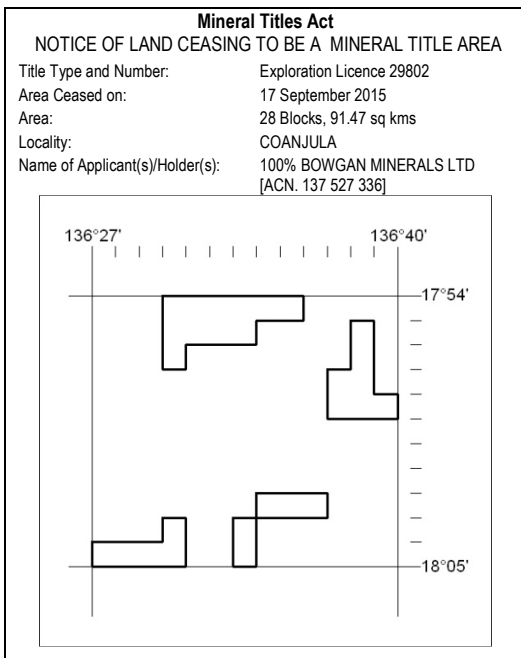 Mineral Titles Act
NOTICE OF LAND CEASING TO BE A MINERAL TITLE AREA
Title Type and Number: Exploration Licence 29802
Area Ceased on: 17 September 2015
Area: 28 Blocks, 91.47 sq kms
Locality: COANJULA
Name of Applicant(s)/Holder(s): 100% BOWGAN MINERALS LTD
[ACN. 137 527 336]
136°27' 136°40'
17°54'
18°05'